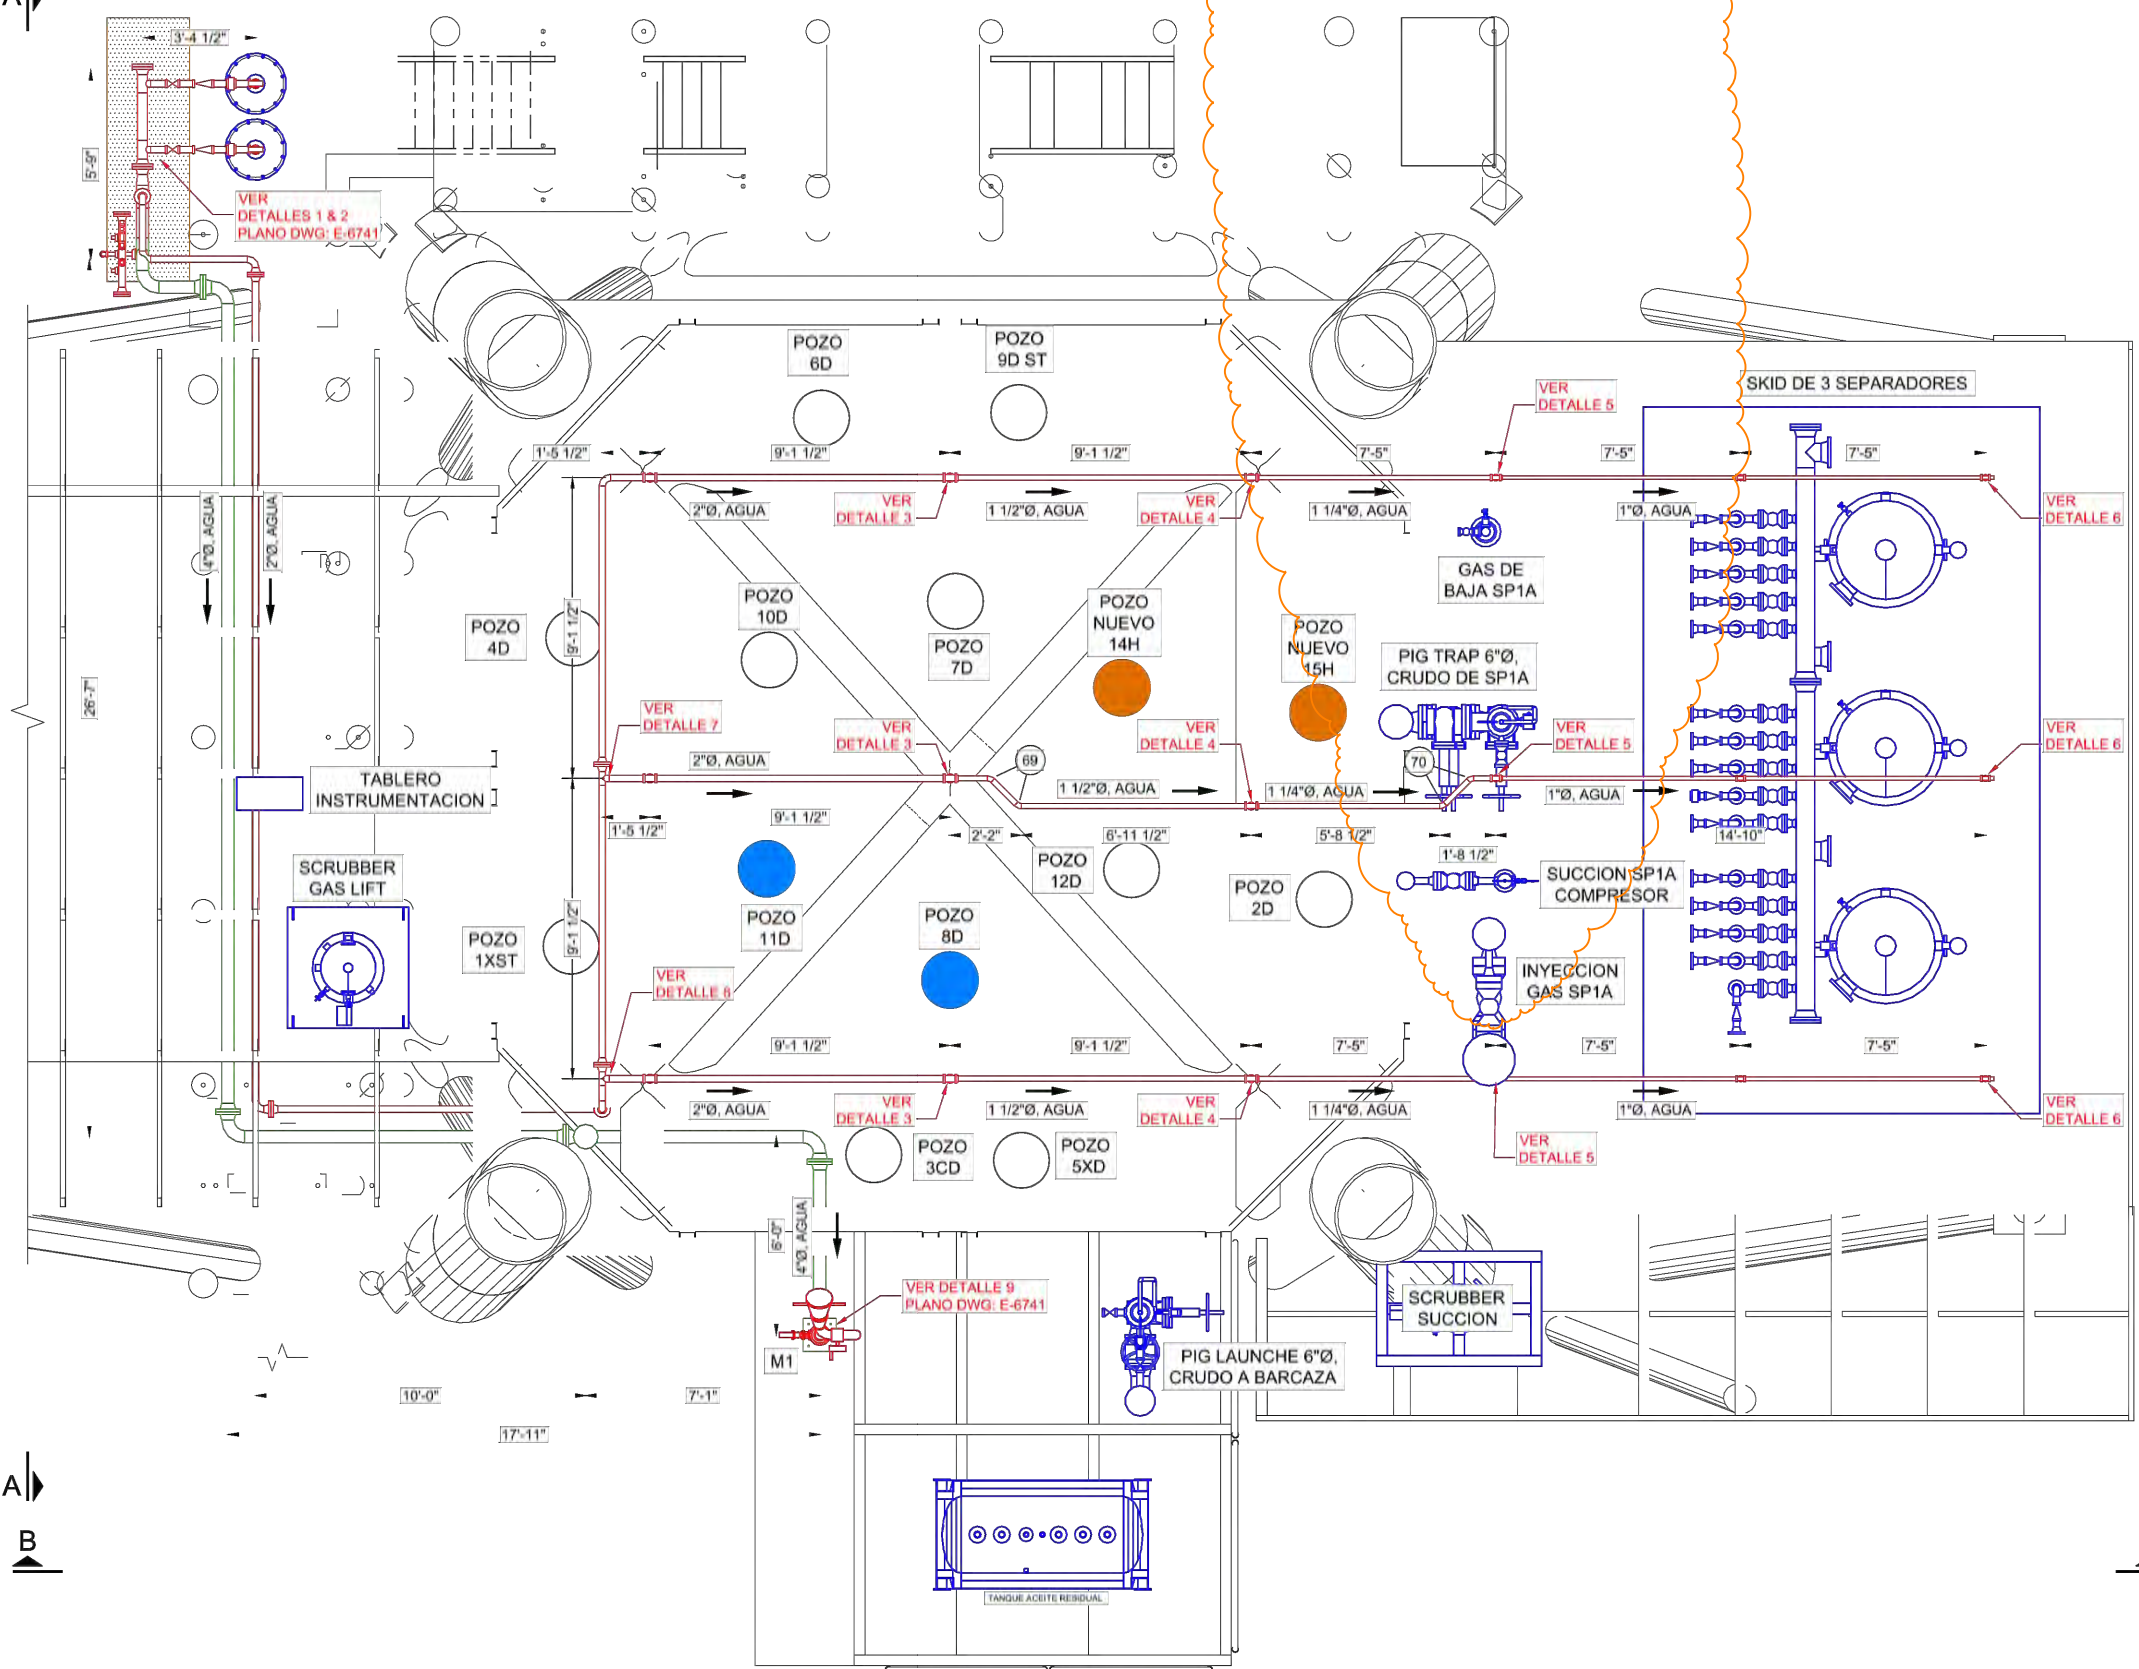 A
3'-4 1/2"
5'-9"
VER
DETALLES 1 & 2
PLANO DWG: E-6741
POZO
6D
POZO
9D ST
VER
DETALLE 5
SKID DE 3 SEPARADORES
1'-5 1/2"
9'-1 1/2"
9'-1 1/2"
7'-5"
7'-5"
7'-5"
4"Ø, AGUA
2"Ø, AGUA
2"Ø, AGUA
VER
DETALLE 3
1 1/2"Ø, AGUA
VER
DETALLE 4
1 1/4"Ø, AGUA
1"Ø, AGUA
VER
DETALLE 6
GAS DE
BAJA SP1A
POZO
4D
9'-1 1/2"
POZO
10D
POZO
7D
POZO
NUEVO
14H
POZO
NUEVO
15H
PIG TRAP 6"Ø,
CRUDO DE SP1A
26'-7"
VER
DETALLE 7
VER
DETALLE 3
VER
DETALLE 4
VER
DETALLE 5
VER
DETALLE 6
2"Ø, AGUA
69
70
1 1/2"Ø, AGUA
1 1/4"Ø, AGUA
1"Ø, AGUA
TABLERO
INSTRUMENTACION
1'-5 1/2"
9'-1 1/2"
2'-2"
6'-11 1/2"
5'-8 1/2"
1'-8 1/2"
14'-10"
SCRUBBER
GAS LIFT
POZO
12D
POZO
2D
SUCCION SP1A
COMPRESOR
POZO
1XST
9'-1 1/2"
POZO
11D
POZO
8D
VER
DETALLE 8
INYECCION
GAS SP1A
9'-1 1/2"
9'-1 1/2"
7'-5"
7'-5"
7'-5"
2"Ø, AGUA
VER
DETALLE 3
1 1/2"Ø, AGUA
VER
DETALLE 4
1 1/4"Ø, AGUA
1"Ø, AGUA
VER
DETALLE 6
POZO
3CD
POZO
5XD
VER
DETALLE 5
6'-0"
4"Ø, AGUA
VER DETALLE 9
PLANO DWG: E-6741
M1
SCRUBBER
SUCCION
PIG LAUNCHE 6"Ø,
CRUDO A BARCAZA
10'-0"
7'-1"
17'-11"
A
B
TANQUE ACEITE RESIDUAL